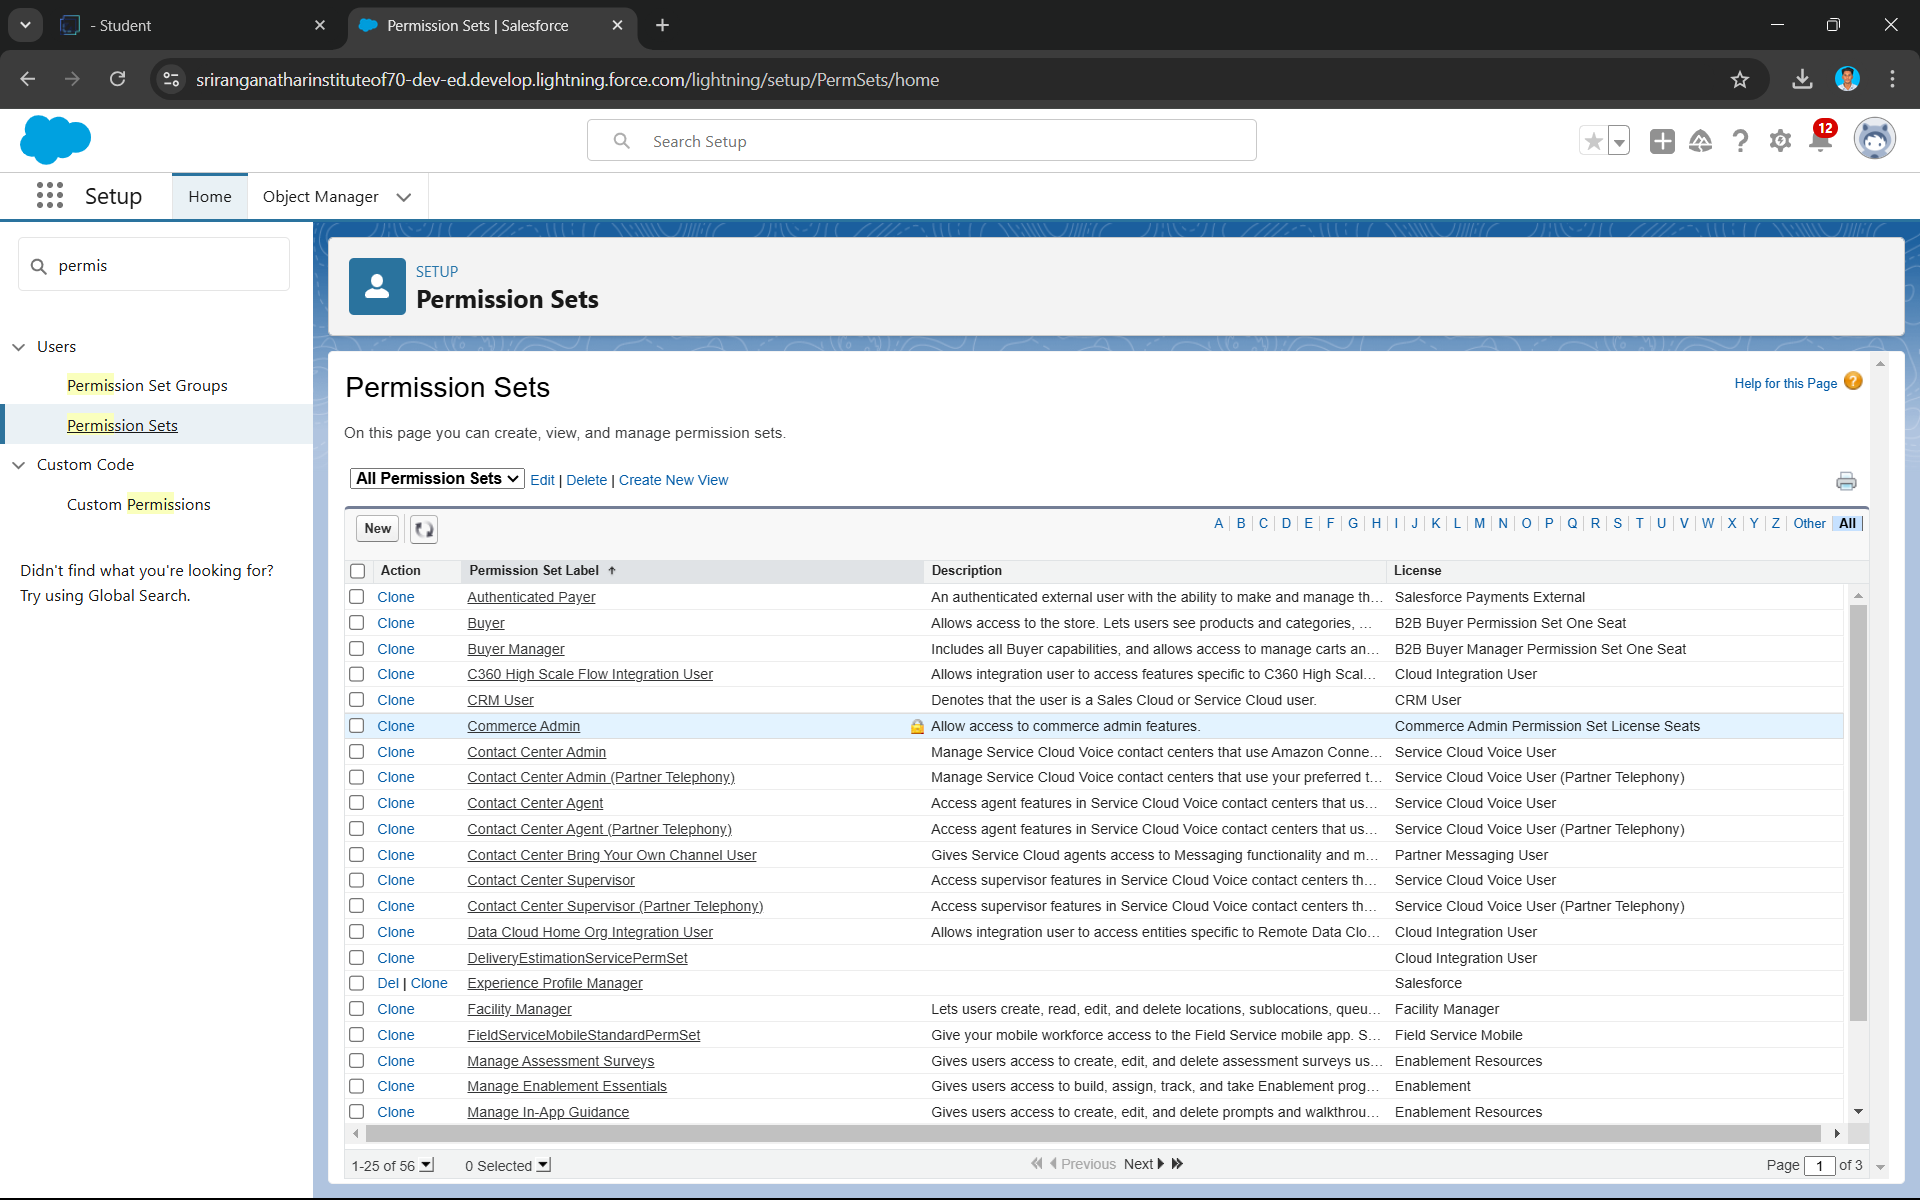 - Student
Permission Sets | Salesforce
sriranganatharinstituteof70-dev-ed.develop.lightning.force.com/lightning/setup/PermSets/home
Search Setup
12
Setup
Home
Object Manager
permis
Users
Permission Set Groups
Permission Sets
Custom Code
Custom Permissions
Didn't find what you're looking for?
Try using Global Search.
SETUP
Permission Sets
Permission Sets
Help for this Page ?
On this page you can create, view, and manage permission sets.
All Permission Sets Edit | Delete | Create New View
New
A | B | C | D | E | F | G | H | I | J | K | L | M | N | O | P | Q | R | S | T | U | V | W | X | Y | Z | Other | All
Action Permission Set Label ↑ Description License
Clone Authenticated Payer An authenticated external user with the ability to make and manage th... Salesforce Payments External
Clone Buyer Allows access to the store. Lets users see products and categories, ... B2B Buyer Permission Set One Seat
Clone Buyer Manager Includes all Buyer capabilities, and allows access to manage carts an... B2B Buyer Manager Permission Set One Seat
Clone C360 High Scale Flow Integration User Allows integration user to access features specific to C360 High Scal... Cloud Integration User
Clone CRM User Denotes that the user is a Sales Cloud or Service Cloud user. CRM User
Clone Commerce Admin Allow access to commerce admin features. Commerce Admin Permission Set License Seats
Clone Contact Center Admin Manage Service Cloud Voice contact centers that use Amazon Conne... Service Cloud Voice User
Clone Contact Center Admin (Partner Telephony) Manage Service Cloud Voice contact centers that use your preferred t... Service Cloud Voice User (Partner Telephony)
Clone Contact Center Agent Access agent features in Service Cloud Voice contact centers that us... Service Cloud Voice User
Clone Contact Center Agent (Partner Telephony) Access agent features in Service Cloud Voice contact centers that us... Service Cloud Voice User (Partner Telephony)
Clone Contact Center Bring Your Own Channel User Gives Service Cloud agents access to Messaging functionality and m... Partner Messaging User
Clone Contact Center Supervisor Access supervisor features in Service Cloud Voice contact centers th... Service Cloud Voice User
Clone Contact Center Supervisor (Partner Telephony) Access supervisor features in Service Cloud Voice contact centers th... Service Cloud Voice User (Partner Telephony)
Clone Data Cloud Home Org Integration User Allows integration user to access entities specific to Remote Data Clo... Cloud Integration User
Clone DeliveryEstimationServicePermSet Cloud Integration User
Del | Clone Experience Profile Manager Salesforce
Clone Facility Manager Lets users create, read, edit, and delete locations, sublocations, queu... Facility Manager
Clone FieldServiceMobileStandardPermSet Give your mobile workforce access to the Field Service mobile app. S... Field Service Mobile
Clone Manage Assessment Surveys Gives users access to create, edit, and delete assessment surveys us... Enablement Resources
Clone Manage Enablement Essentials Gives users access to build, assign, track, and take Enablement prog... Enablement
Clone Manage In-App Guidance Gives users access to create, edit, and delete prompts and walkthrou... Enablement Resources
1-25 of 56 0 Selected Previous Next Page 1 of 3